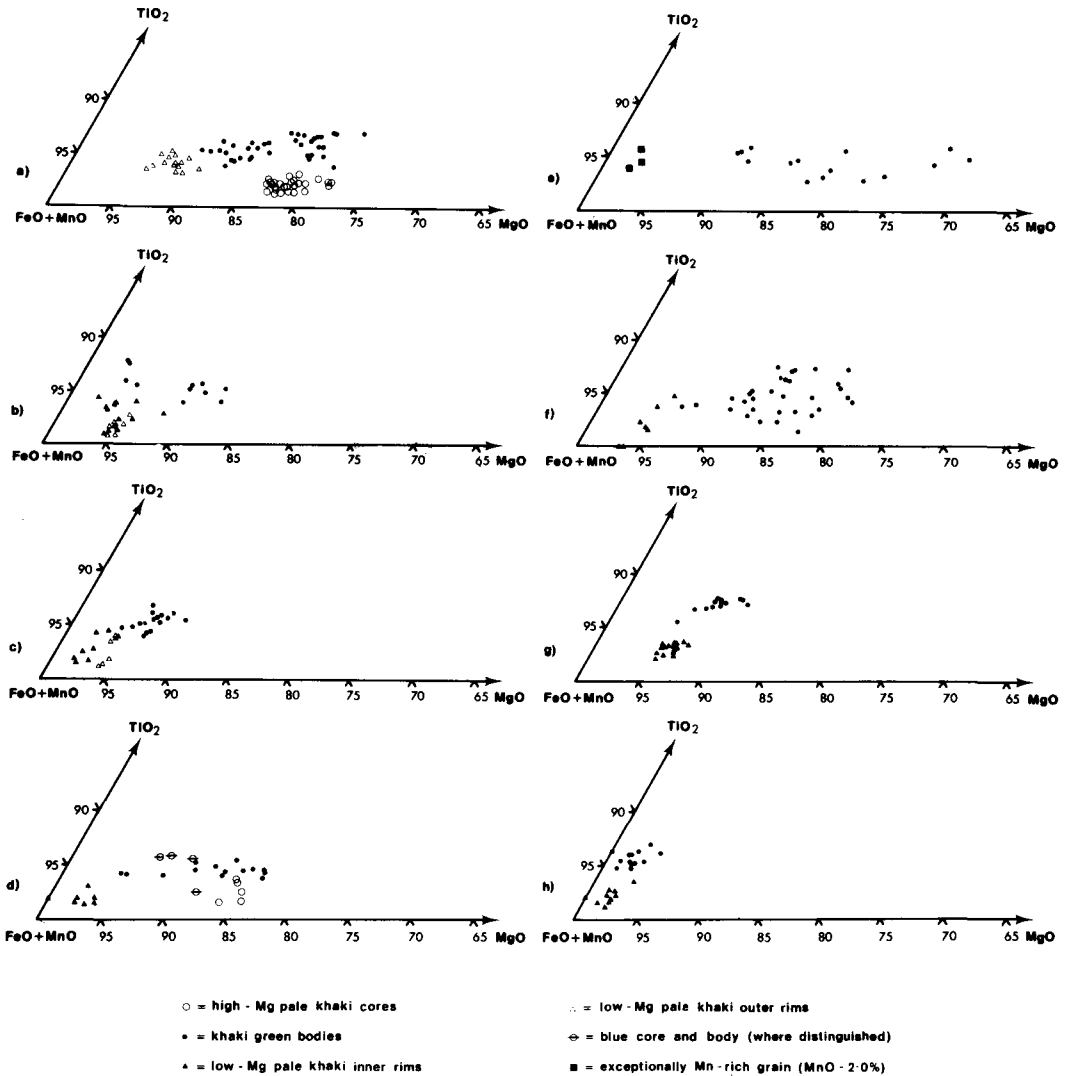 TIO2
90
95
a)
FeO+MnO 95 90 85 80 75 70 65 MgO
TIO2
90
95
e)
FeO+MnO 95 90 85 80 75 70 65 MgO
TIO2
90
95
b)
FeO+MnO 95 90 85 80 75 70 65 MgO
TIO2
90
95
f)
FeO+MnO 95 90 85 80 75 70 65 MgO
TIO2
90
95
c)
FeO+MnO 95 90 85 80 75 70 65 MgO
TIO2
90
95
g)
FeO+MnO 95 90 85 80 75 70 65 MgO
TIO2
90
95
d)
FeO+MnO 95 90 85 80 75 70 65 MgO
TIO2
90
95
h)
FeO+MnO 95 90 85 80 75 70 65 MgO
○ = high - Mg pale khaki cores
• = khaki green bodies
▲ = low - Mg pale khaki inner rims
△ = low - Mg pale khaki outer rims
⊖ = blue core and body (where distinguished)
■ = exceptionally Mn-rich grain (MnO - 2·0%)